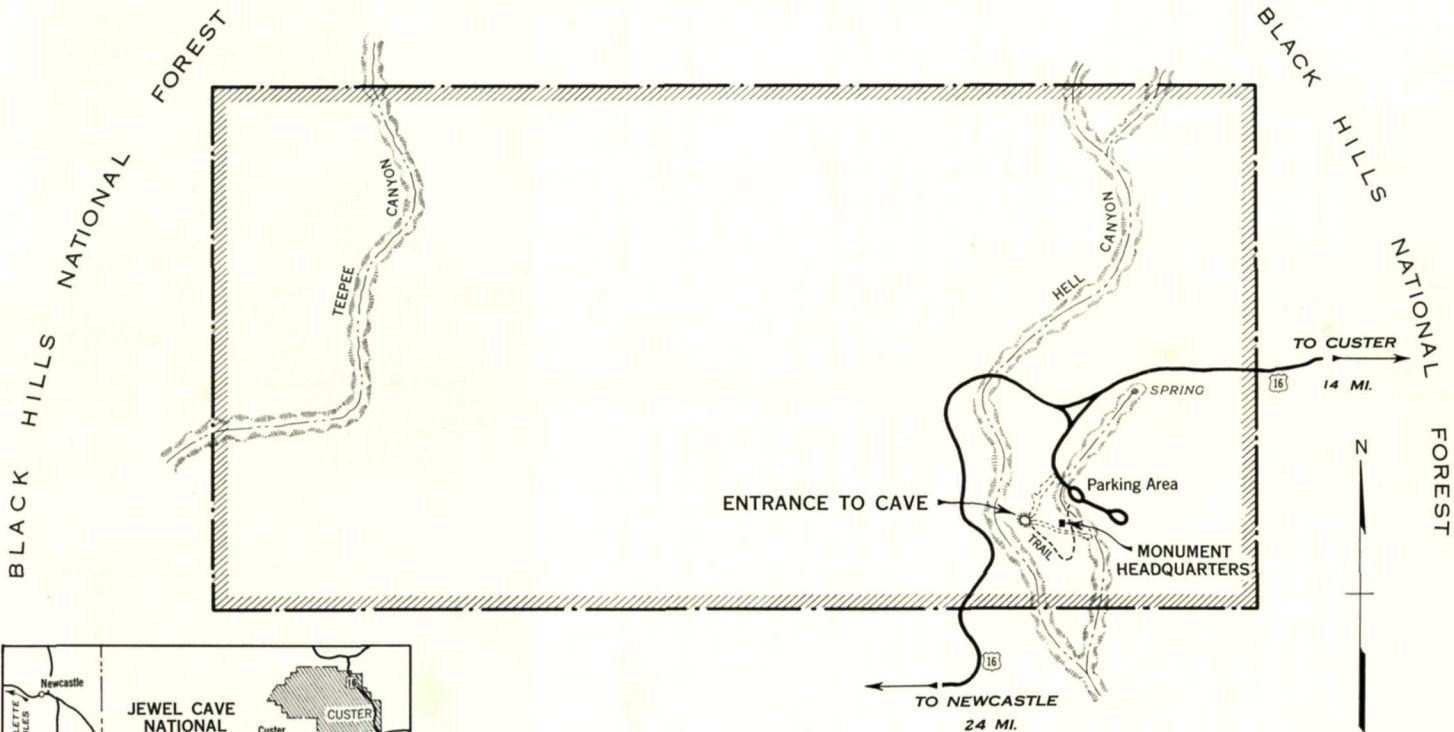 BLACK HILLS NATIONAL FOREST
BLACK HILLS NATIONAL FOREST
TEEPEE CANYON
HELL CANYON
TO CUSTER
16
14 MI.
SPRING
N
Parking Area
ENTRANCE TO CAVE
TRAIL
MONUMENT
HEADQUARTERS
16
TO NEWCASTLE
24 MI.
Newcastle
JEWEL CAVE
NATIONAL
16
CUSTER
Custer